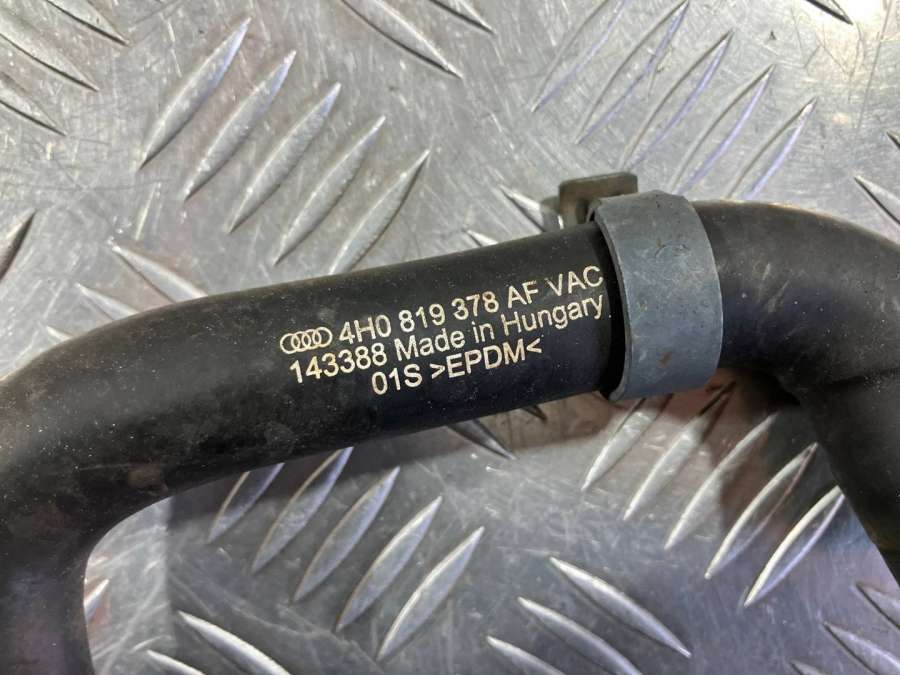 4H0 819 378 AF VAC
143388 Made in Hungary
01S >EPDM<